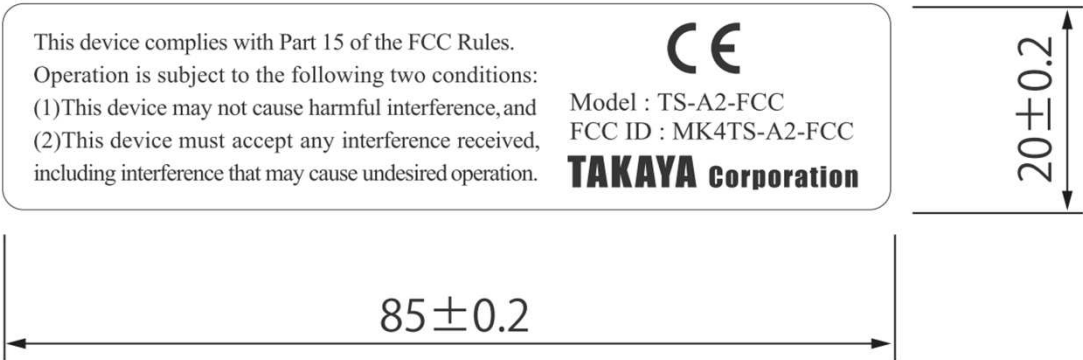 This device complies with Part 15 of the FCC Rules.
Operation is subject to the following two conditions:
(1)This device may not cause harmful interference,and
(2)This device must accept any interference received,
including interference that may cause undesired operation.
CE
Model : TS-A2-FCC
FCC ID : MK4TS-A2-FCC
TAKAYA Corporation
20±0.2
85±0.2